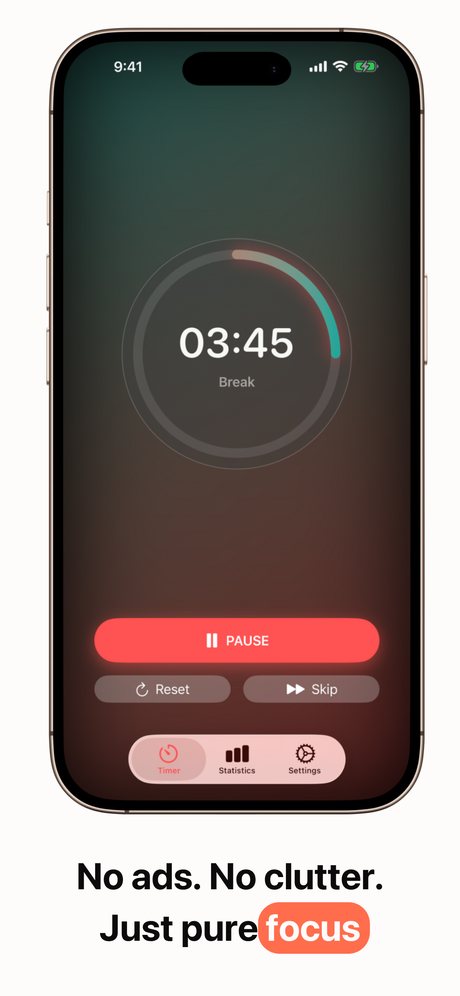 9:41
03:45
Break
PAUSE
Reset
Skip
Timer
Statistics
Settings
No ads. No clutter.
Just pure focus